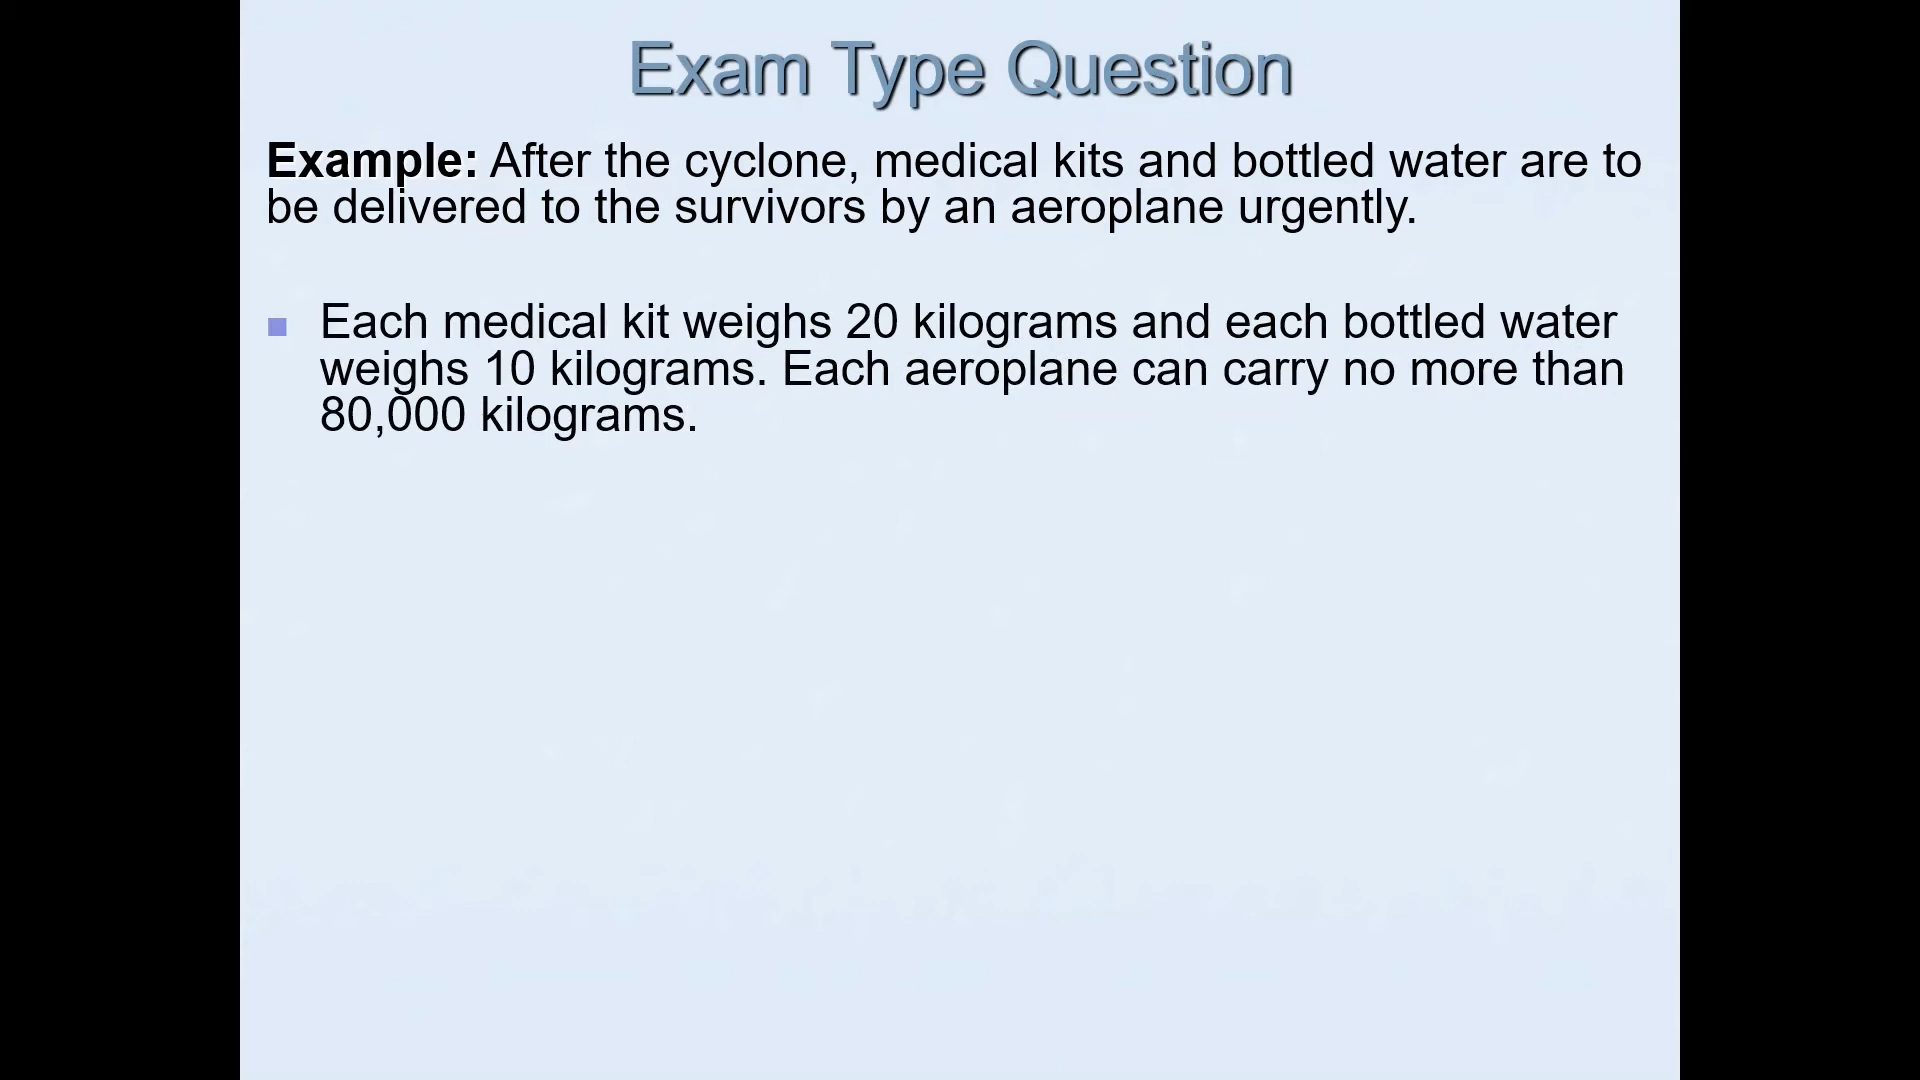 Exam Type Question
Example: After the cyclone, medical kits and bottled water are to
be delivered to the survivors by an aeroplane urgently.
Each medical kit weighs 20 kilograms and each bottled water
weighs 10 kilograms. Each aeroplane can carry no more than
80,000 kilograms.